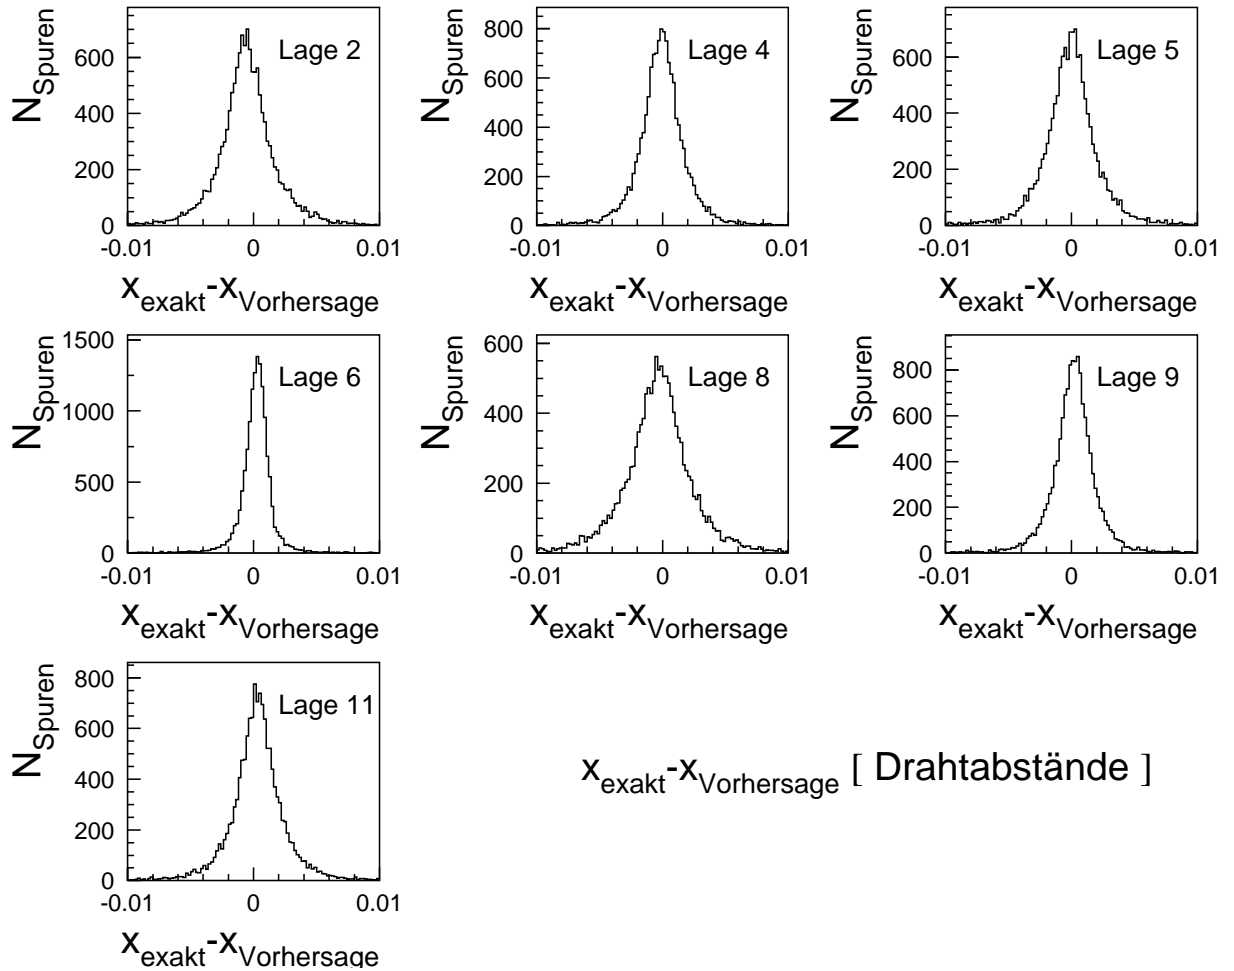 N_Spuren
Lage 2
600
400
200
0
-0.01 0 0.01
x_exakt-x_Vorhersage
N_Spuren
Lage 4
800
600
400
200
0
-0.01 0 0.01
x_exakt-x_Vorhersage
N_Spuren
Lage 5
600
400
200
0
-0.01 0 0.01
x_exakt-x_Vorhersage
N_Spuren
Lage 6
1500
1000
500
0
-0.01 0 0.01
x_exakt-x_Vorhersage
N_Spuren
Lage 8
600
400
200
0
-0.01 0 0.01
x_exakt-x_Vorhersage
N_Spuren
Lage 9
800
600
400
200
0
-0.01 0 0.01
x_exakt-x_Vorhersage
N_Spuren
Lage 11
800
600
400
200
0
-0.01 0 0.01
x_exakt-x_Vorhersage
x_exakt-x_Vorhersage [ Drahtabstände ]